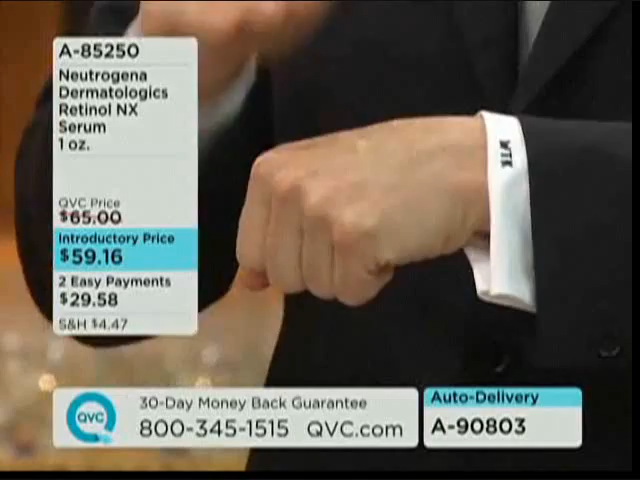 A-85250
Neutrogena
Dermatologics
Retinol NX
Serum
1 oz.
QVC Price
$65.00
Introductory Price
$59.16
2 Easy Payments
$29.58
S&H $4.47
WTK
QVC
30-Day Money Back Guarantee
800-345-1515 QVC.com
Auto-Delivery
A-90803